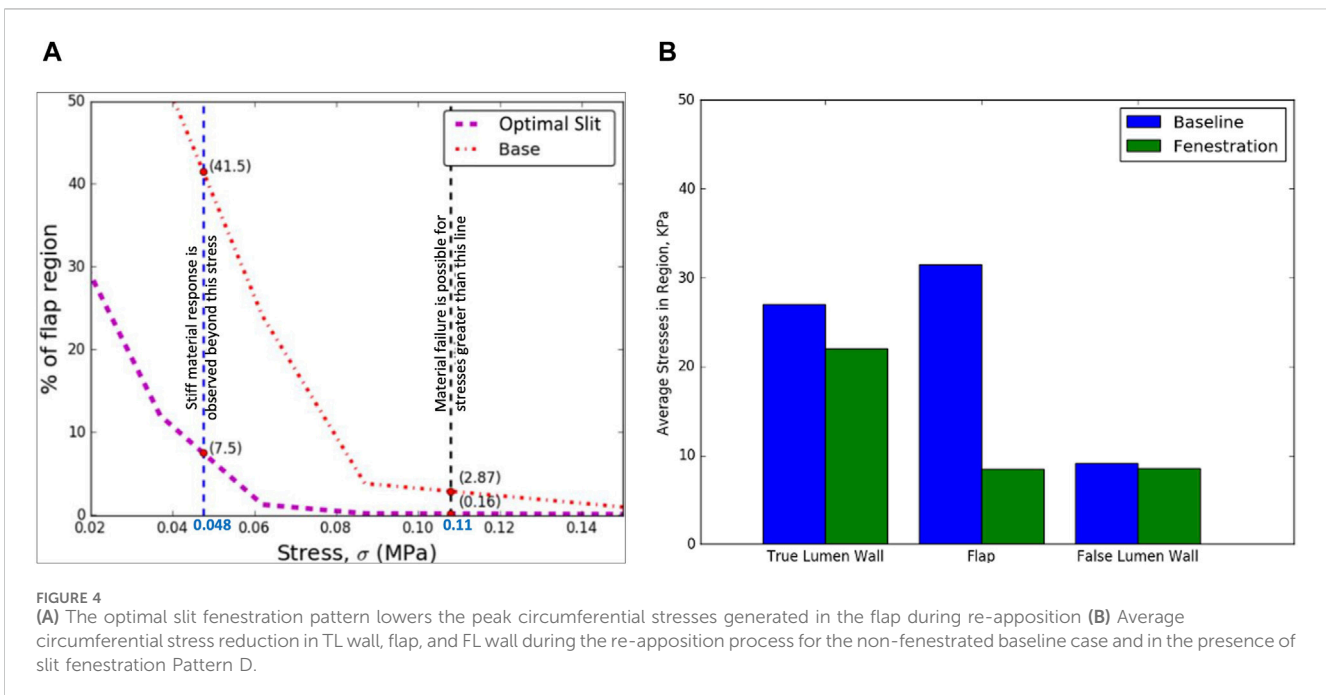 A
B
50
40
30
20
10
0
% of flap region
Optimal Slit
Base
(41.5)
(7.5)
(2.87)
(0.16)
Stiff material response is
observed beyond this stress
Material failure is possible for
stresses greater than this line
0.02
0.04
0.048
0.06
0.08
0.10
0.11
0.12
0.14
Stress, σ (MPa)
50
40
30
20
10
0
Average Stresses in Region, KPa
Baseline
Fenestration
True Lumen Wall
Flap
False Lumen Wall
FIGURE 4
(A) The optimal slit fenestration pattern lowers the peak circumferential stresses generated in the flap during re-apposition (B) Average
circumferential stress reduction in TL wall, flap, and FL wall during the re-apposition process for the non-fenestrated baseline case and in the presence of
slit fenestration Pattern D.